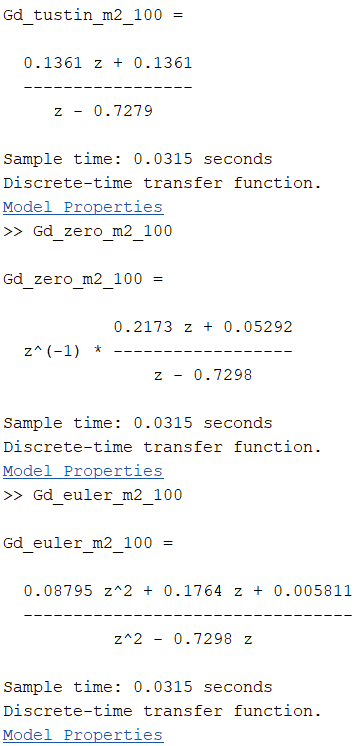 Gd_tustin_m2_100 =
0.1361 z + 0.1361
-----------------
z - 0.7279
Sample time: 0.0315 seconds
Discrete-time transfer function.
Model Properties
>> Gd_zero_m2_100
Gd_zero_m2_100 =
0.2173 z + 0.05292
z^(-1) * ------------------
z - 0.7298
Sample time: 0.0315 seconds
Discrete-time transfer function.
Model Properties
>> Gd_euler_m2_100
Gd_euler_m2_100 =
0.08795 z^2 + 0.1764 z + 0.005811
---------------------------------
z^2 - 0.7298 z
Sample time: 0.0315 seconds
Discrete-time transfer function.
Model Properties